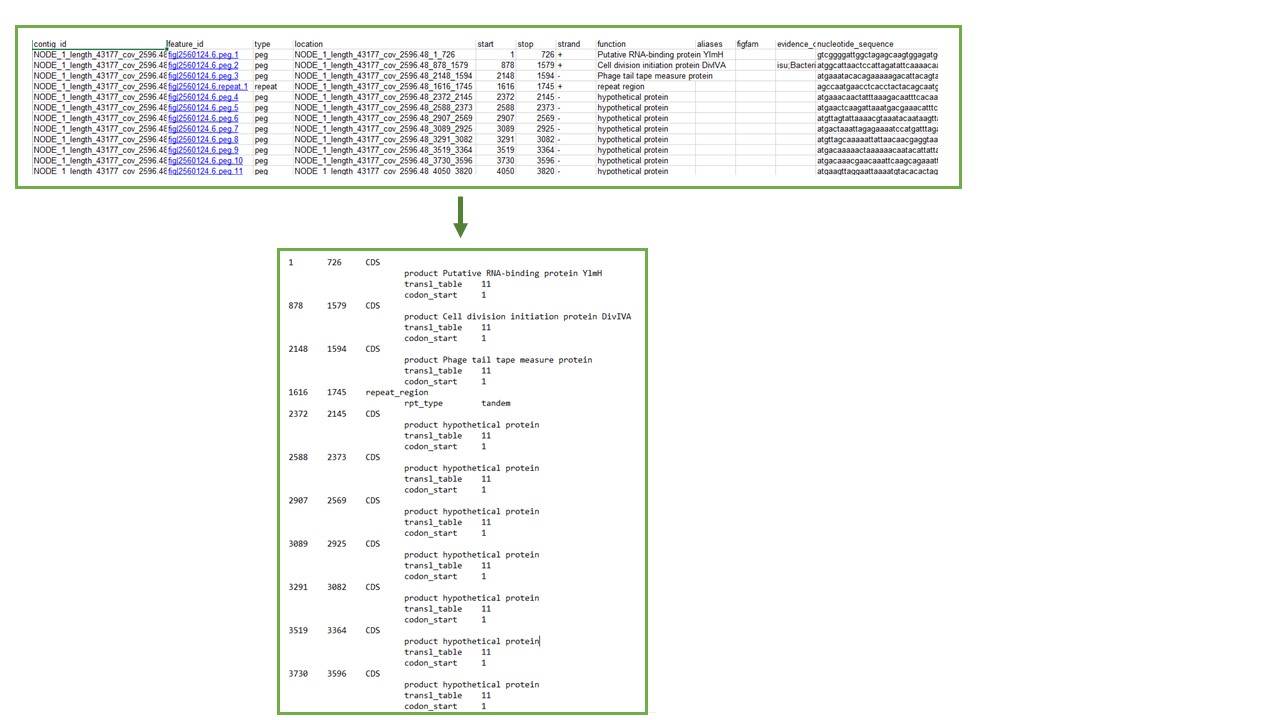 contig_id feature_id type location start stop strand function aliases figfam evidence_c nucleotide_sequence
NODE_1_length_43177_cov_2596.48 fig|2560124.6.peg.1 peg NODE_1_length_43177_cov_2596.48_1_726 1 726 + Putative RNA-binding protein YlmH gtcggggattggctagagcaagtggagatg
NODE_1_length_43177_cov_2596.48 fig|2560124.6.peg.2 peg NODE_1_length_43177_cov_2596.48_878_1579 878 1579 + Cell division initiation protein DivIVA isu;Bacteri atggcattaactccattagatattcaaaacaa
NODE_1_length_43177_cov_2596.48 fig|2560124.6.peg.3 peg NODE_1_length_43177_cov_2596.48_2148_1594 2148 1594 - Phage tail tape measure protein atgaaatacacagaaaaagacattacagta
NODE_1_length_43177_cov_2596.48 fig|2560124.6.repeat.1 repeat NODE_1_length_43177_cov_2596.48_1616_1745 1616 1745 + repeat region agccaatgaacctcacctactacagcaatg
NODE_1_length_43177_cov_2596.48 fig|2560124.6.peg.4 peg NODE_1_length_43177_cov_2596.48_2372_2145 2372 2145 - hypothetical protein atgaaacaactatttaaagacaatttcacaa
NODE_1_length_43177_cov_2596.48 fig|2560124.6.peg.5 peg NODE_1_length_43177_cov_2596.48_2588_2373 2588 2373 - hypothetical protein atgaactcaagattaaatgacgaaacatttc
NODE_1_length_43177_cov_2596.48 fig|2560124.6.peg.6 peg NODE_1_length_43177_cov_2596.48_2907_2569 2907 2569 - hypothetical protein atgttagtattaaaacgtaaatacaataagtt
NODE_1_length_43177_cov_2596.48 fig|2560124.6.peg.7 peg NODE_1_length_43177_cov_2596.48_3089_2925 3089 2925 - hypothetical protein atgactaaattagagaaaatccatgatttaga
NODE_1_length_43177_cov_2596.48 fig|2560124.6.peg.8 peg NODE_1_length_43177_cov_2596.48_3291_3082 3291 3082 - hypothetical protein atgttagcaaaaattattaacaacgaggtaa
NODE_1_length_43177_cov_2596.48 fig|2560124.6.peg.9 peg NODE_1_length_43177_cov_2596.48_3519_3364 3519 3364 - hypothetical protein atgacaaaaactaaaaaacaatacattatta
NODE_1_length_43177_cov_2596.48 fig|2560124.6.peg.10 peg NODE_1_length_43177_cov_2596.48_3730_3596 3730 3596 - hypothetical protein atgacaaacgaacaaattcaagcagaaatt
NODE_1_length_43177_cov_2596.48 fig|2560124.6.peg.11 peg NODE_1_length_43177_cov_2596.48_4050_3820 4050 3820 - hypothetical protein atgaagttaggaattaaaatgtacacactag
1 726 CDS
product Putative RNA-binding protein YlmH
transl_table 11
codon_start 1
878 1579 CDS
product Cell division initiation protein DivIVA
transl_table 11
codon_start 1
2148 1594 CDS
product Phage tail tape measure protein
transl_table 11
codon_start 1
1616 1745 repeat_region
rpt_type tandem
2372 2145 CDS
product hypothetical protein
transl_table 11
codon_start 1
2588 2373 CDS
product hypothetical protein
transl_table 11
codon_start 1
2907 2569 CDS
product hypothetical protein
transl_table 11
codon_start 1
3089 2925 CDS
product hypothetical protein
transl_table 11
codon_start 1
3291 3082 CDS
product hypothetical protein
transl_table 11
codon_start 1
3519 3364 CDS
product hypothetical protein
transl_table 11
codon_start 1
3730 3596 CDS
product hypothetical protein
transl_table 11
codon_start 1